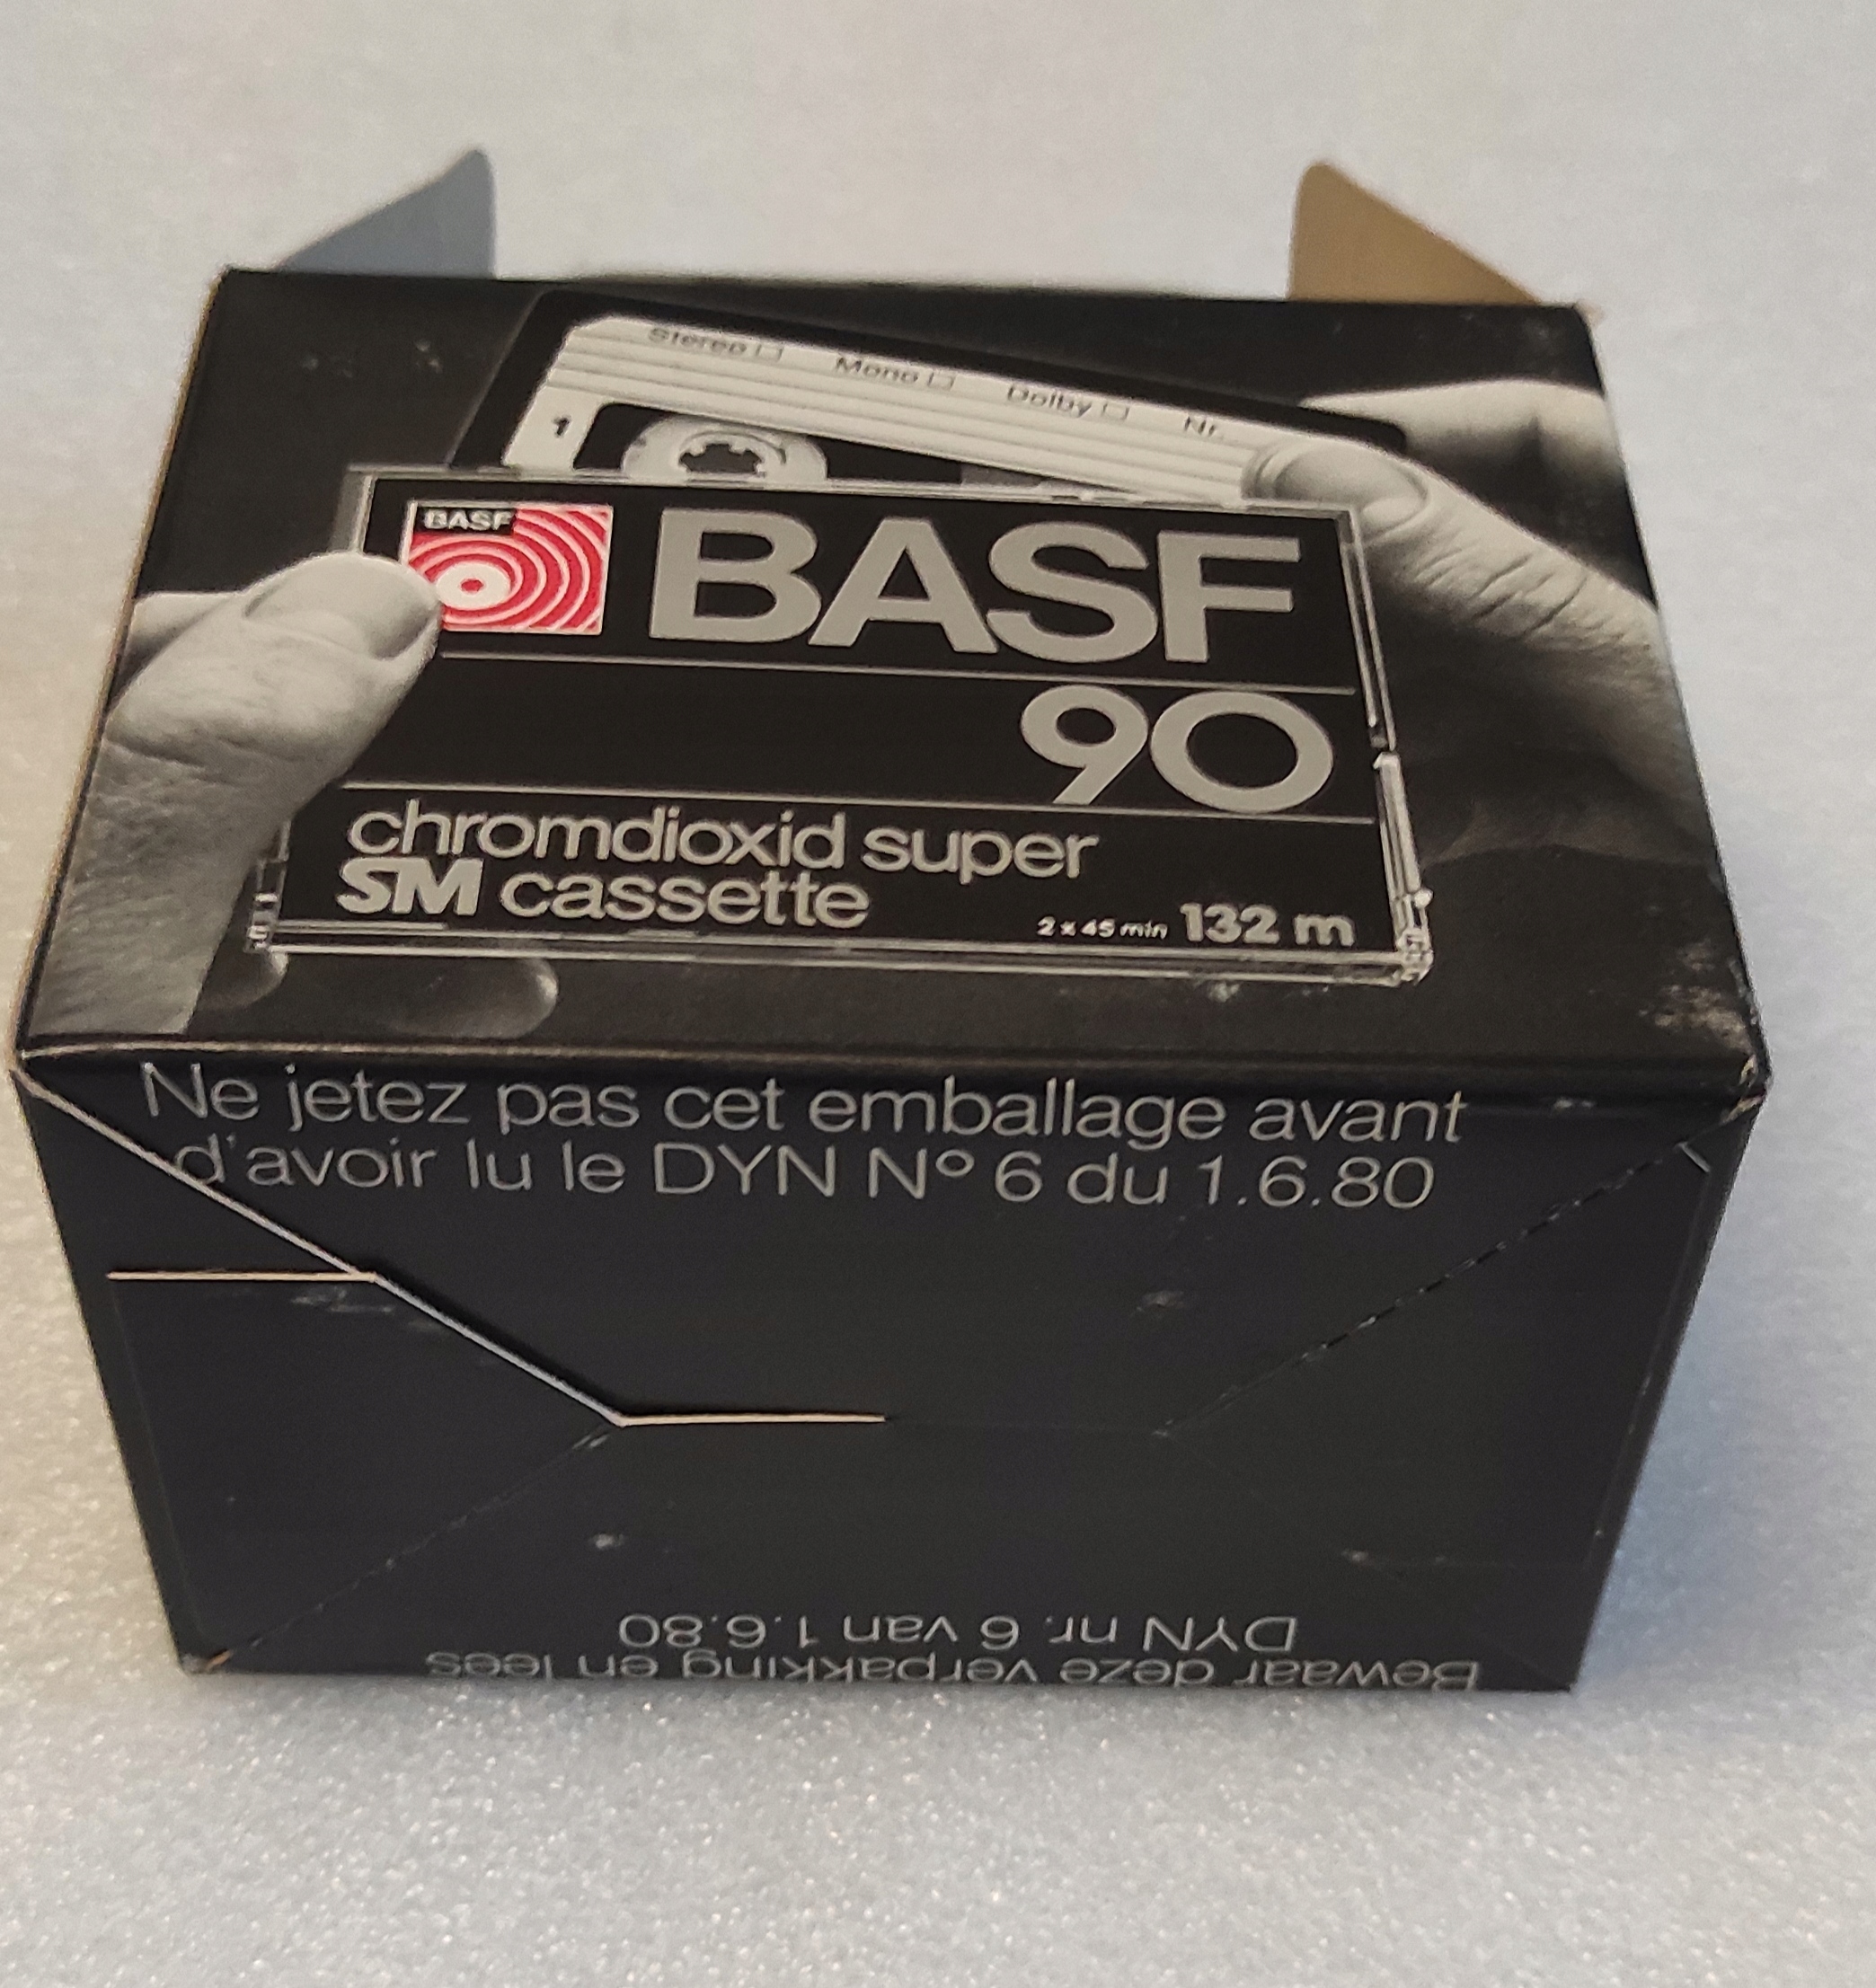 Stereo Mono Dolby Nr.
1
BASF
BASF
90
chromdioxid super
SM cassette
2 x 45 min 132 m
Ne jetez pas cet emballage avant
d'avoir lu le DYN Nº 6 du 1.6.80
Bewaar deze verpakking en lees
DYN nr. 6 van 1.6.80